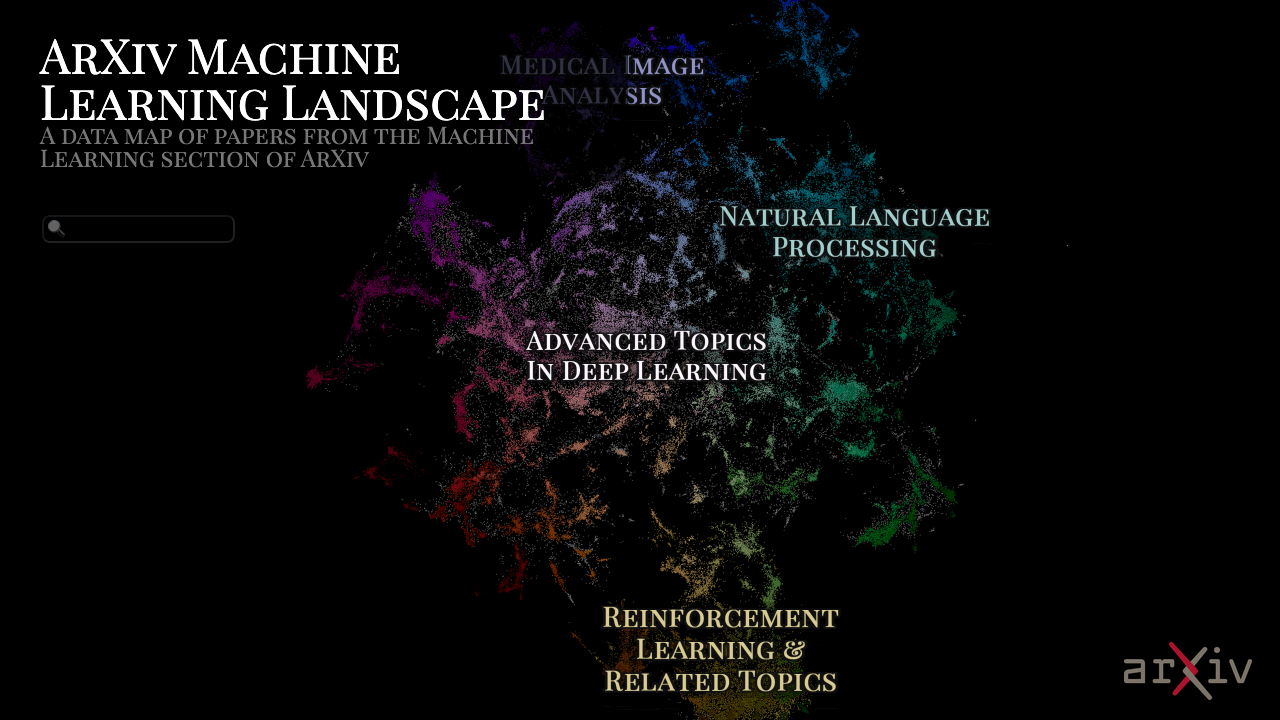 ArXiv Machine
Learning Landscape
A data map of papers from the Machine
Learning section of ArXiv
Medical Image
Analysis
Natural Language
Processing
Advanced Topics
In Deep Learning
Reinforcement
Learning &
Related Topics
arXiv